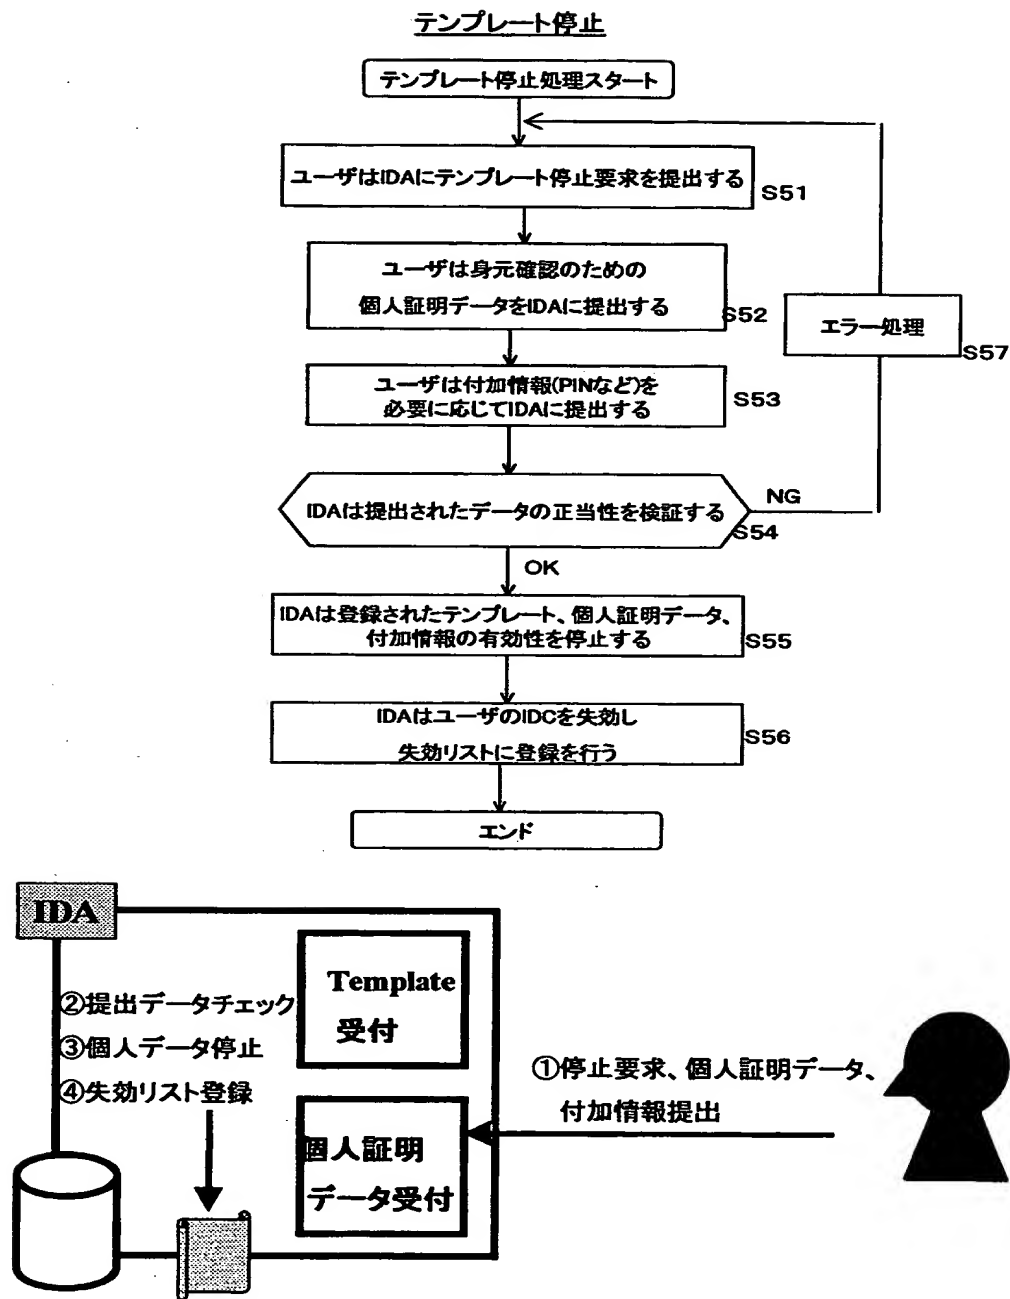 テンプレート停止
テンプレート停止処理スタート
ユーザはIDAにテンプレート停止要求を提出する
S51
ユーザは身元確認のための
個人証明データをIDAに提出する
S52
エラー処理
S57
ユーザは付加情報(PINなど)を
必要に応じてIDAに提出する
S53
IDAは提出されたデータの正当性を検証する
NG
S54
OK
IDAは登録されたテンプレート、個人証明データ、
付加情報の有効性を停止する
S55
IDAはユーザのIDCを失効し
失効リストに登録を行う
S56
エンド
IDA
Template
受付
②提出データチェック
③個人データ停止
④失効リスト登録
①停止要求、個人証明データ、
付加情報提出
個人証明
データ受付